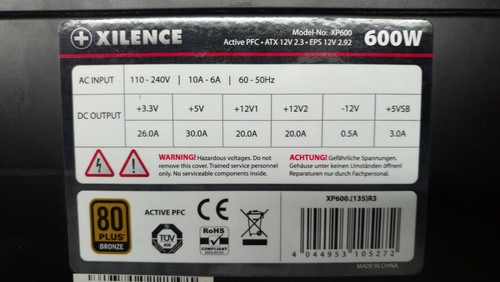 XILENCE
Model-No: XP600
Active PFC • ATX 12V 2.3 • EPS 12V 2.92
600W
AC INPUT 110 - 240V | 10A - 6A | 60 - 50Hz
DC OUTPUT +3.3V +5V +12V1 +12V2 -12V +5VSB
26.0A 30.0A 20.0A 20.0A 0.5A 3.0A
WARNING! Hazardous voltages. Do not
remove this cover. Trained service personnel
only. No serviceable components inside.
ACHTUNG! Gefährliche Spannungen.
Gehäuse unter keinen Umständen öffnen.
Reparaturen nur durch Fachpersonal.
80
PLUS
BRONZE
ACTIVE PFC
CE
TÜV
RoHS
COMPLIANT
XP600.(135)R3
4 044953 105272
MADE IN CHINA